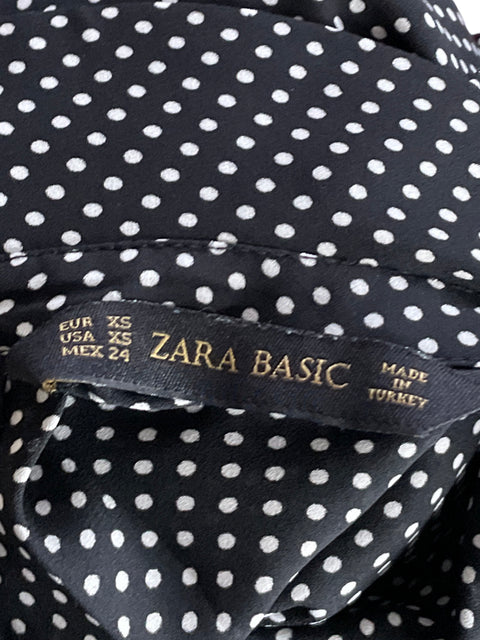 EUR XS
USA XS
MEX 24
ZARA BASIC
MADE
IN
TURKEY